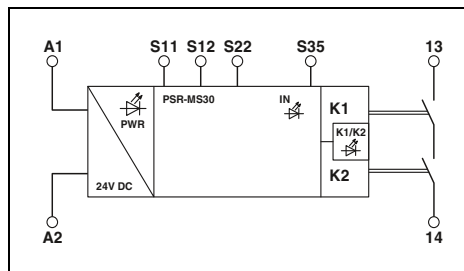 A1 S11 S12 S22 S35 13
PSR-MS30 IN K1
PWR K1/K2
K2
24V DC
A2 14